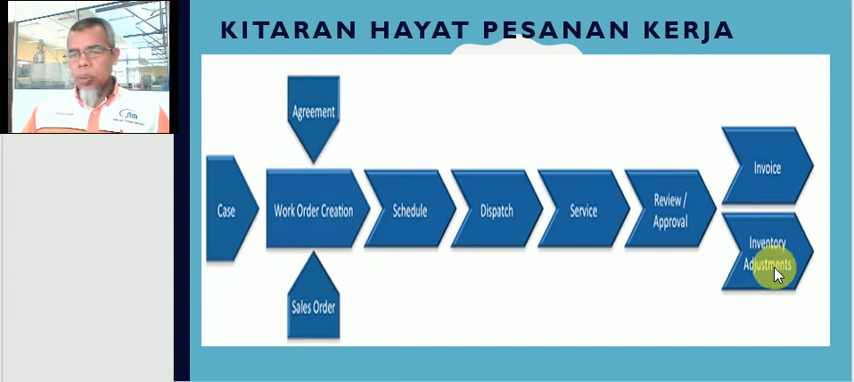 KITARAN HAYAT PESANAN KERJA
Agreement
Case
Work Order Creation
Schedule
Dispatch
Service
Review /
Approval
Invoice
Inventory
Adjustments
Sales Order